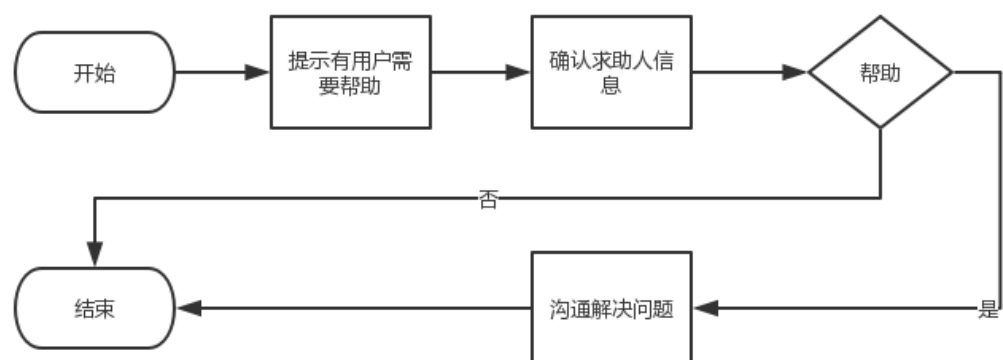 开始
提示有用户需
要帮助
确认求助人信
息
帮助
否
结束
沟通解决问题
是